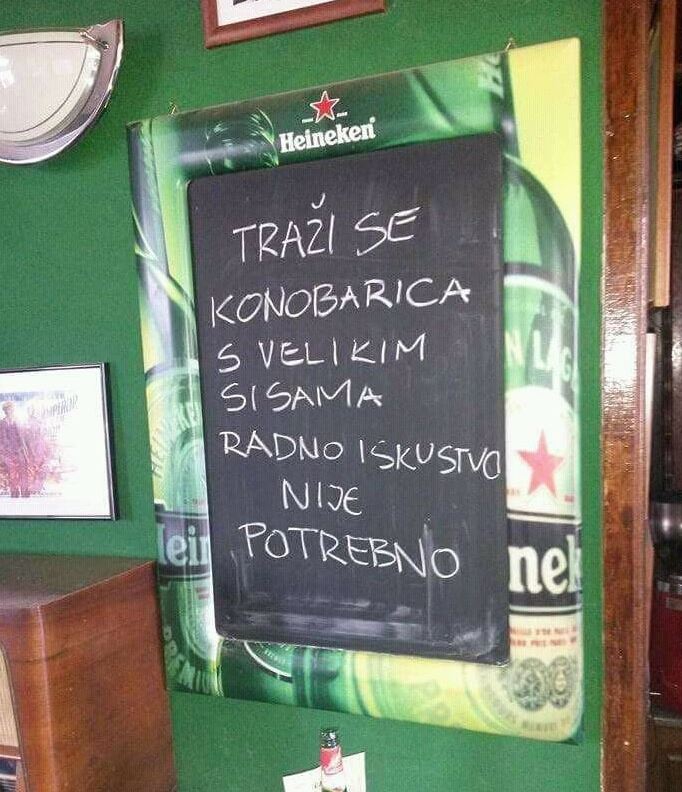 Heineken
TRAŽI SE
KONOBARICA
S VELIKIM
SISAMA
RADNO ISKUSTVO
NIJE
POTREBNO